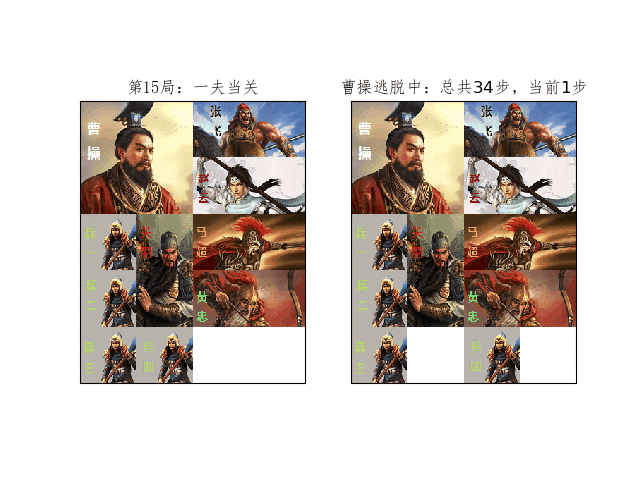 第15局：一夫当关
曹操
张飞
赵云
兵一
关羽
马超
兵二
黄忠
兵三
兵四
曹操逃脱中：总共34步，当前1步
曹操
张飞
赵云
兵一
关羽
马超
兵二
黄忠
兵三
兵四